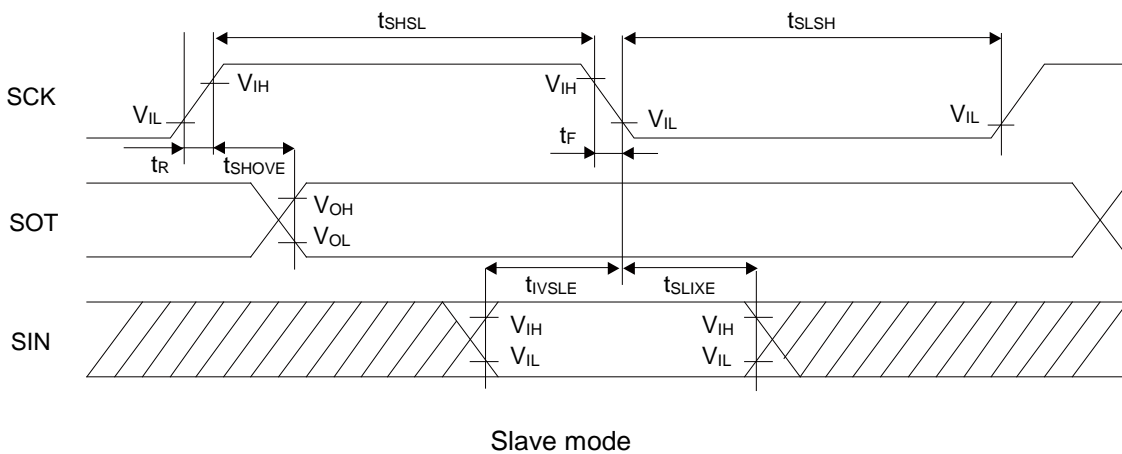 tSHSL tSLSH
SCK VIH VIH
VIL VIL VIL
tR tSHOVE tF
SOT VOH
VOL
tIVSLE tSLIXE
SIN VIH VIH
VIL VIL
Slave mode